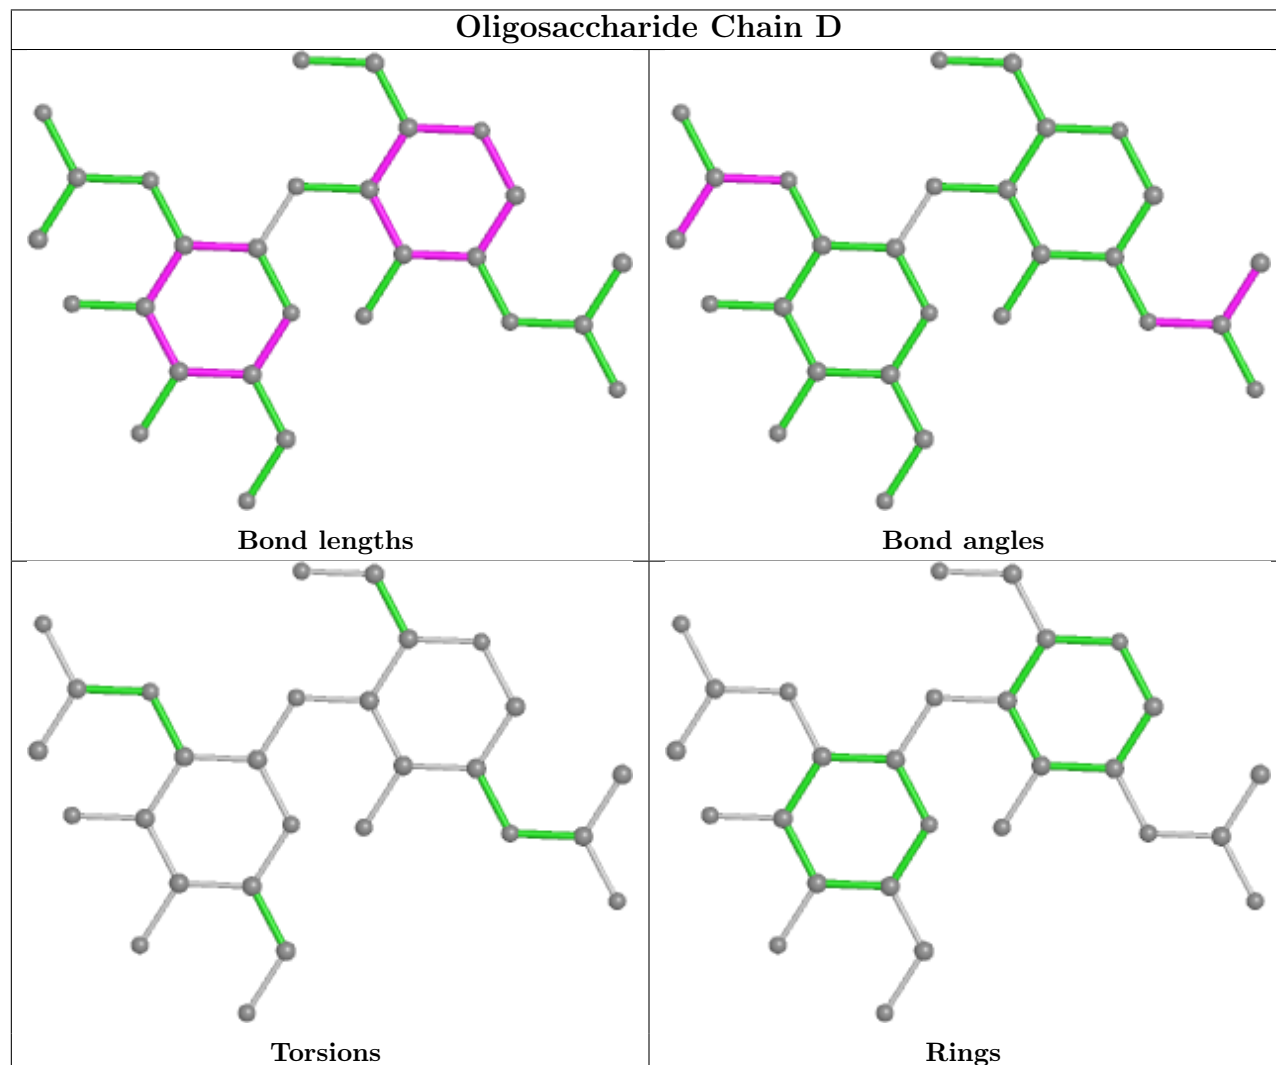 Oligosaccharide Chain D
Bond lengths
Bond angles
Torsions
Rings